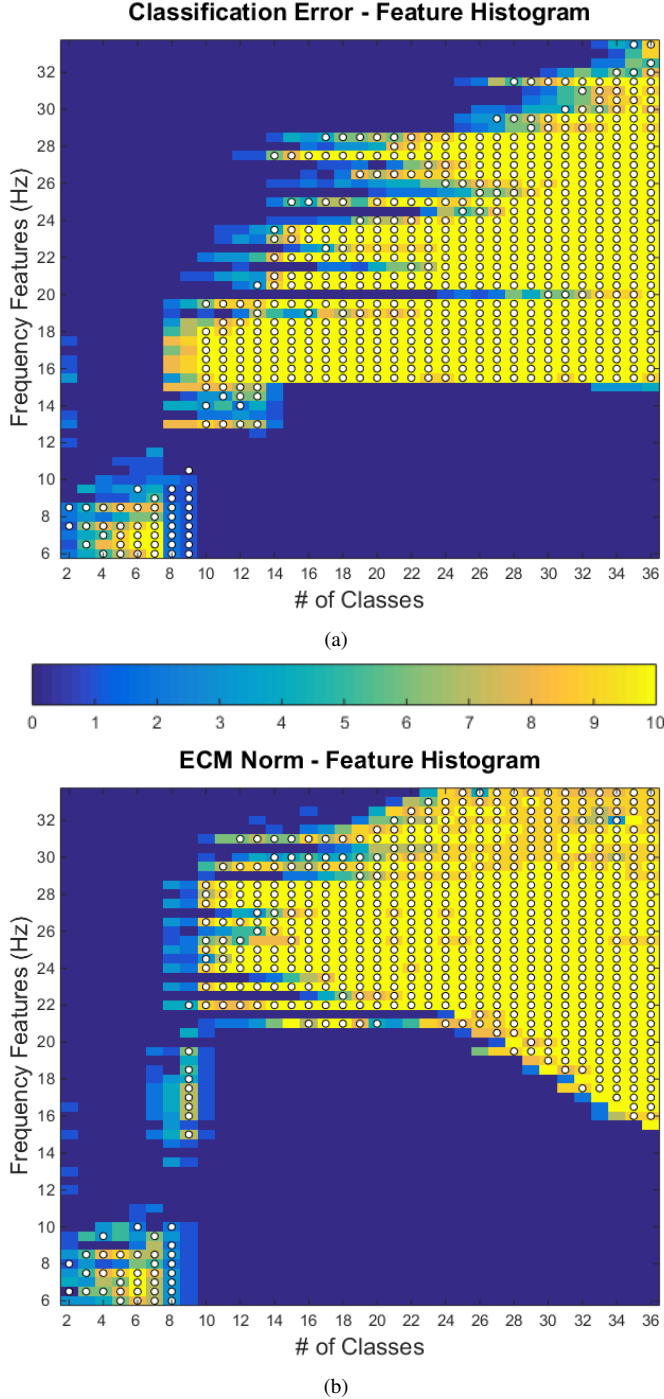 Classification Error - Feature Histogram
Frequency Features (Hz)
32
30
28
26
24
22
20
18
16
14
12
10
8
6
2 4 6 8 10 12 14 16 18 20 22 24 26 28 30 32 34 36
# of Classes
(a)
0 1 2 3 4 5 6 7 8 9 10
ECM Norm - Feature Histogram
Frequency Features (Hz)
32
30
28
26
24
22
20
18
16
14
12
10
8
6
2 4 6 8 10 12 14 16 18 20 22 24 26 28 30 32 34 36
# of Classes
(b)